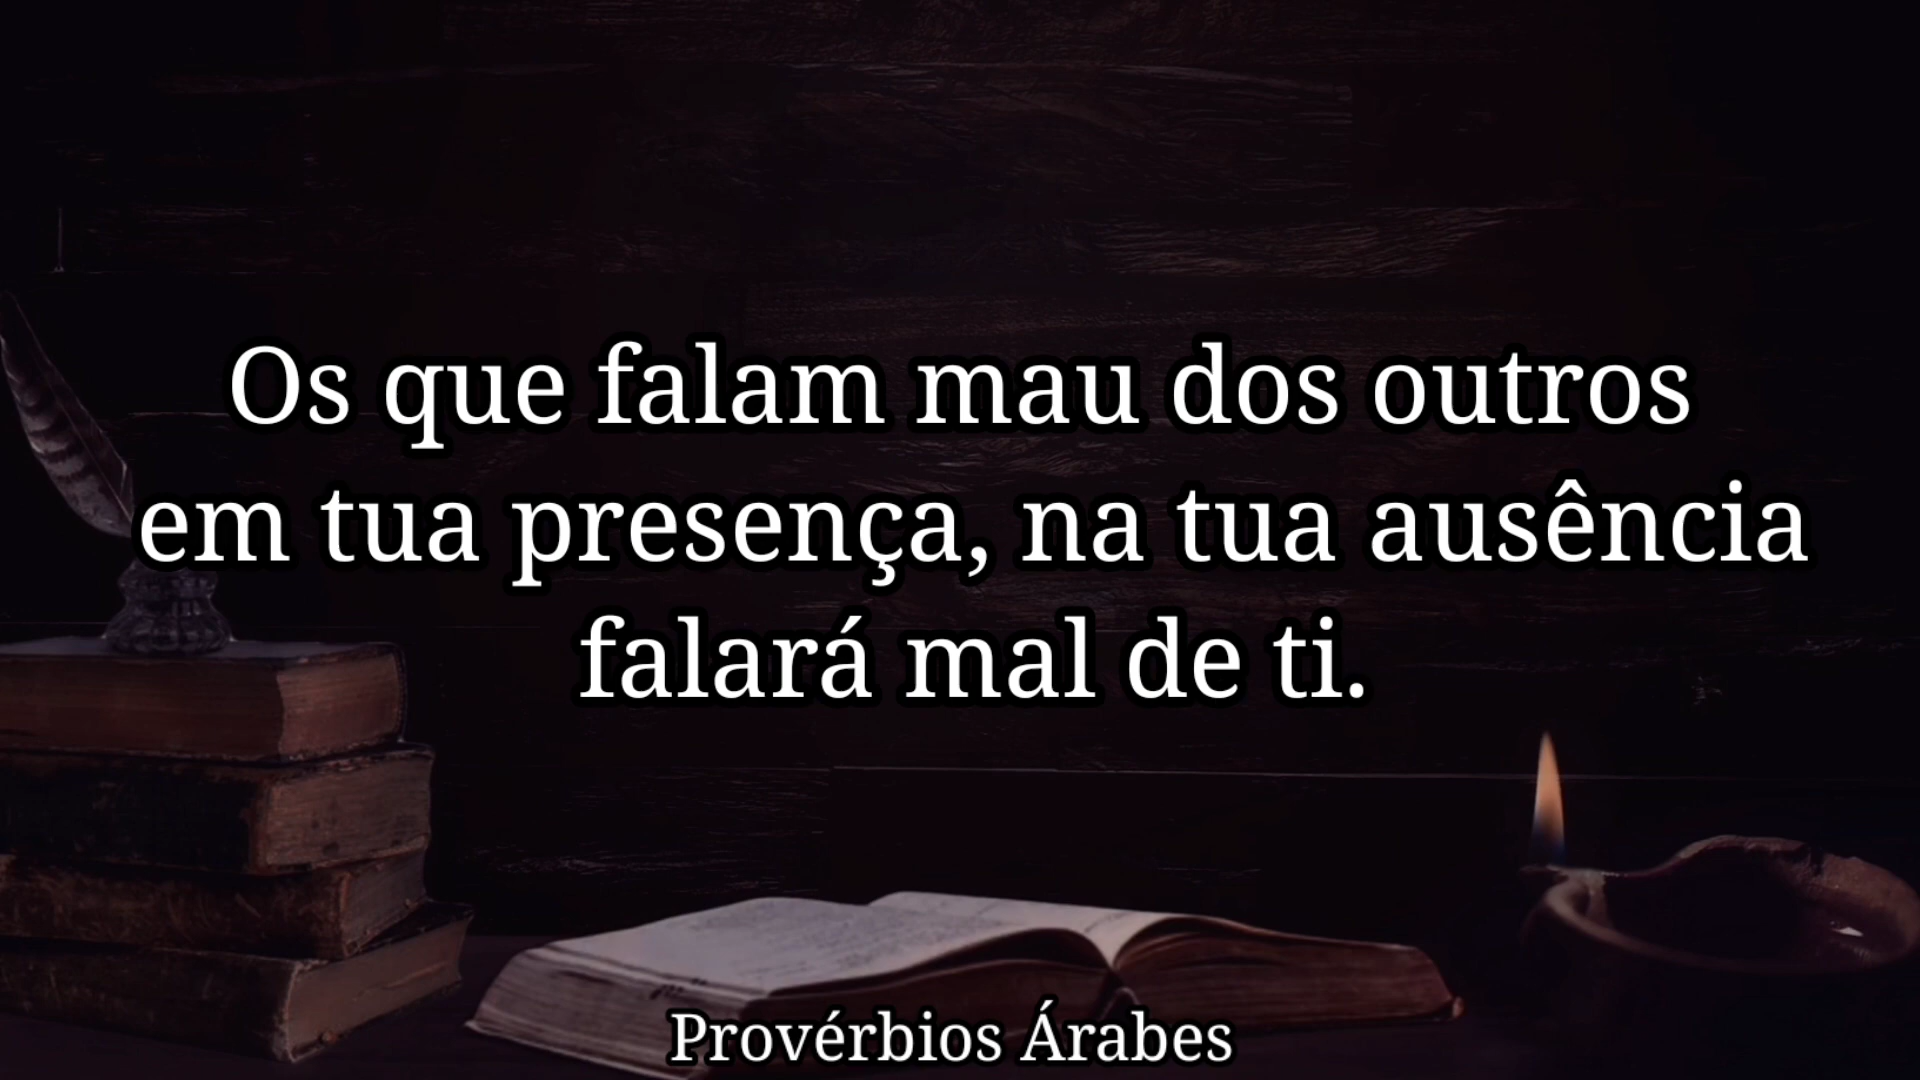 Os que falam mau dos outros
em tua presença, na tua ausência
falará mal de ti.
Provérbios Árabes